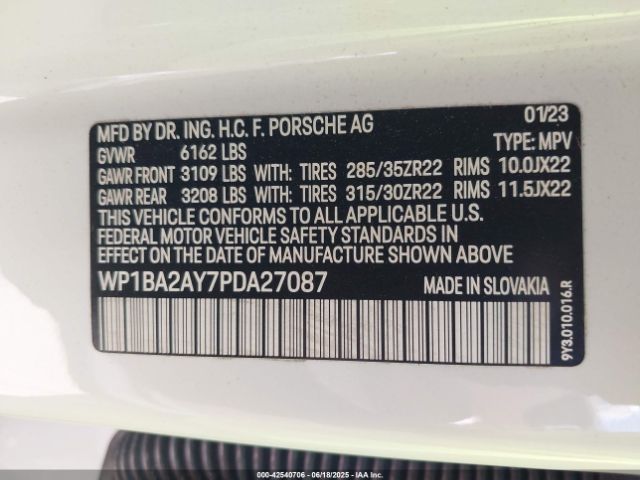 MFD BY DR. ING. H.C. F. PORSCHE AG 01/23
GVWR 6162 LBS TYPE: MPV
GAWR FRONT 3109 LBS WITH: TIRES 285/35ZR22 RIMS 10.0JX22
GAWR REAR 3208 LBS WITH: TIRES 315/30ZR22 RIMS 11.5JX22
THIS VEHICLE CONFORMS TO ALL APPLICABLE U.S.
FEDERAL MOTOR VEHICLE SAFETY STANDARDS IN
EFFECT ON THE DATE OF MANUFACTURE SHOWN ABOVE
WP1BA2AY7PDA27087 MADE IN SLOVAKIA
9Y3.010.016.R
000-42540706 - 06/18/2025 - IAA Inc.